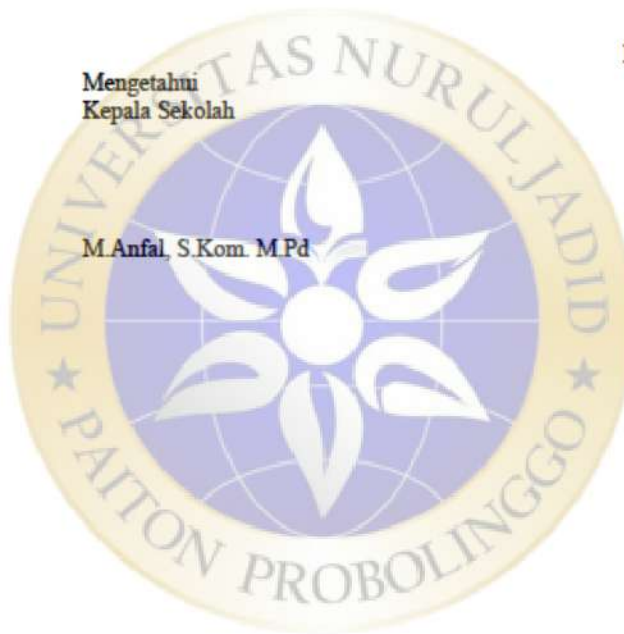 Mengetahui
Kepala Sekolah
M.Anfal, S.Kom. M.Pd
UNIVERSITAS NURUL JADID
PAITON PROBOLINGGO